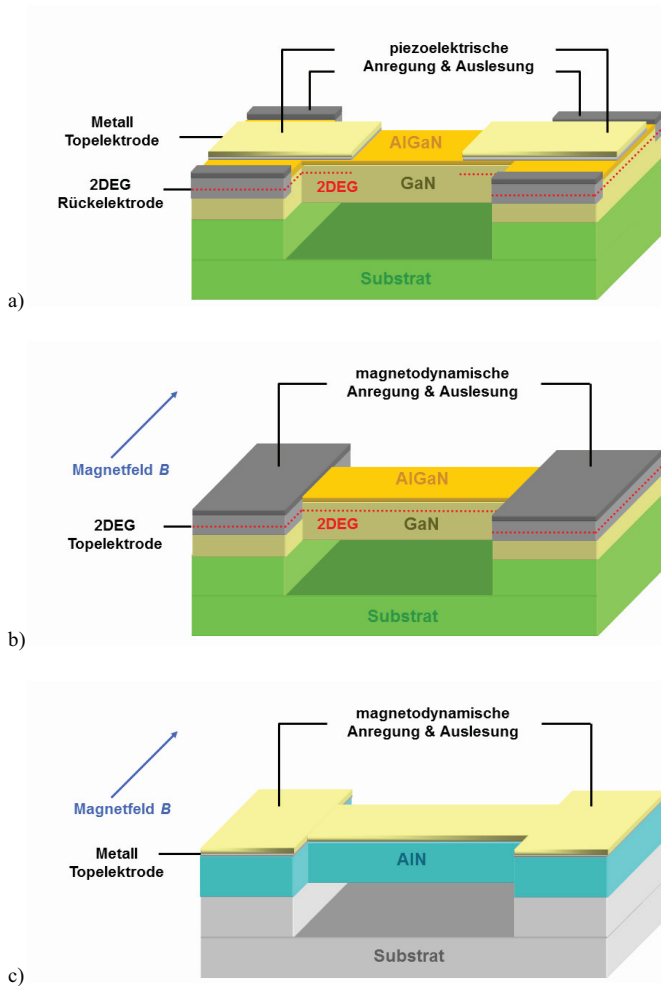 piezoelektrische
Anregung & Auslesung
Metall
Topelektrode
AlGaN
2DEG
Rückelektrode
2DEG
GaN
Substrat
a)
magnetodynamische
Anregung & Auslesung
Magnetfeld B
AlGaN
2DEG
Topelektrode
2DEG
GaN
Substrat
b)
magnetodynamische
Anregung & Auslesung
Magnetfeld B
Metall
Topelektrode
AlN
Substrat
c)